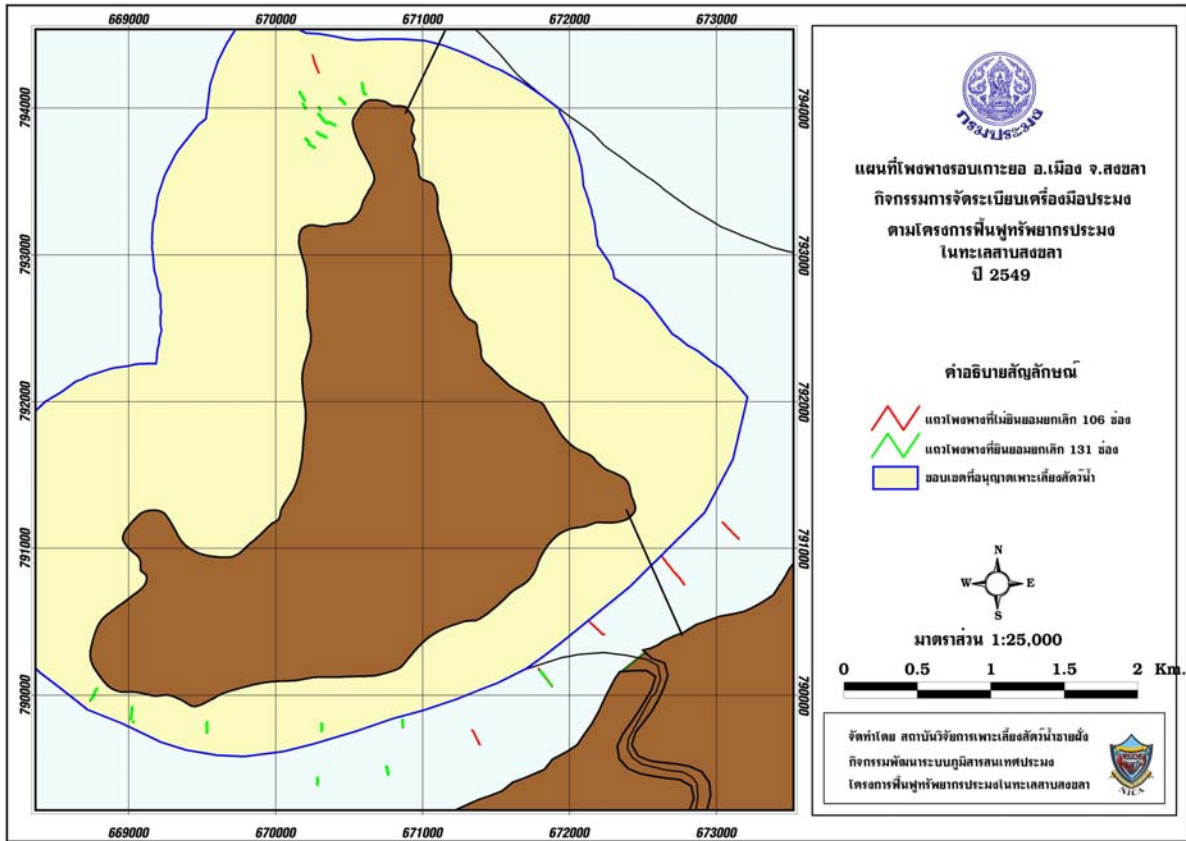 669000 670000 671000 672000 673000
794000 794000
793000 793000
792000 792000
791000 791000
790000 790000
669000 670000 671000 672000 673000
กรมประมง
แผนที่โพงพางรอบเกาะยอ อ.เมือง จ.สงขลา
กิจกรรมการจัดระเบียบเครื่องมือประมง
ตามโครงการฟื้นฟูทรัพยากรประมง
ในทะเลสาบสงขลา
ปี 2549
คำอธิบายสัญลักษณ์
แถวโพงพางที่ไม่ยินยอมยกเลิก 106 ช่อง
แถวโพงพางที่ยินยอมยกเลิก 131 ช่อง
ขอบเขตที่อนุญาตเพาะเลี้ยงสัตว์น้ำ
N
W E
S
มาตราส่วน 1:25,000
0 0.5 1 1.5 2 Km.
จัดทำโดย สถาบันวิจัยการเพาะเลี้ยงสัตว์น้ำชายฝั่ง
กิจกรรมพัฒนาระบบภูมิสารสนเทศประมง
โครงการฟื้นฟูทรัพยากรประมงในทะเลสาบสงขลา
NICA